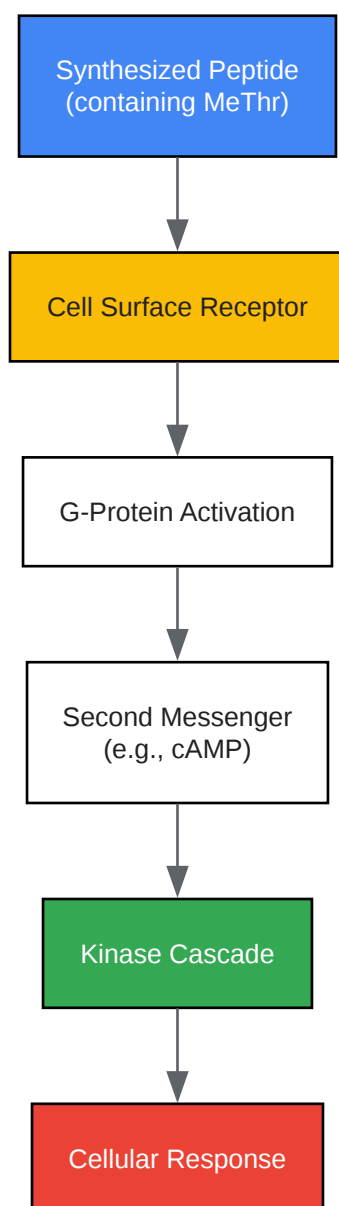 Synthesized Peptide
(containing MeThr)
Cell Surface Receptor
G-Protein Activation
Second Messenger
(e.g., cAMP)
Kinase Cascade
Cellular Response